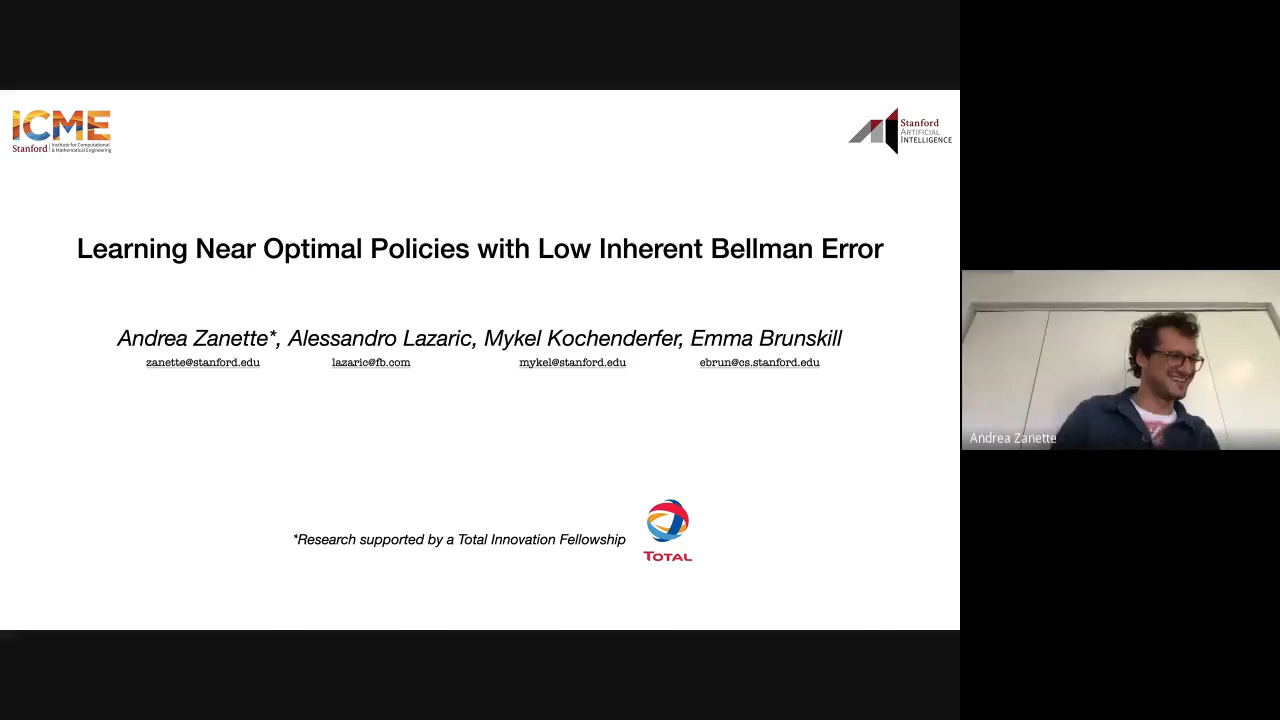 ICME
Stanford
Institute for Computational
& Mathematical Engineering
Stanford
ARTIFICIAL
INTELLIGENCE
Learning Near Optimal Policies with Low Inherent Bellman Error
Andrea Zanette*, Alessandro Lazaric, Mykel Kochenderfer, Emma Brunskill
zanette@stanford.edu lazaric@fb.com mykel@stanford.edu ebrun@cs.stanford.edu
Andrea Zanette
*Research supported by a Total Innovation Fellowship
TOTAL